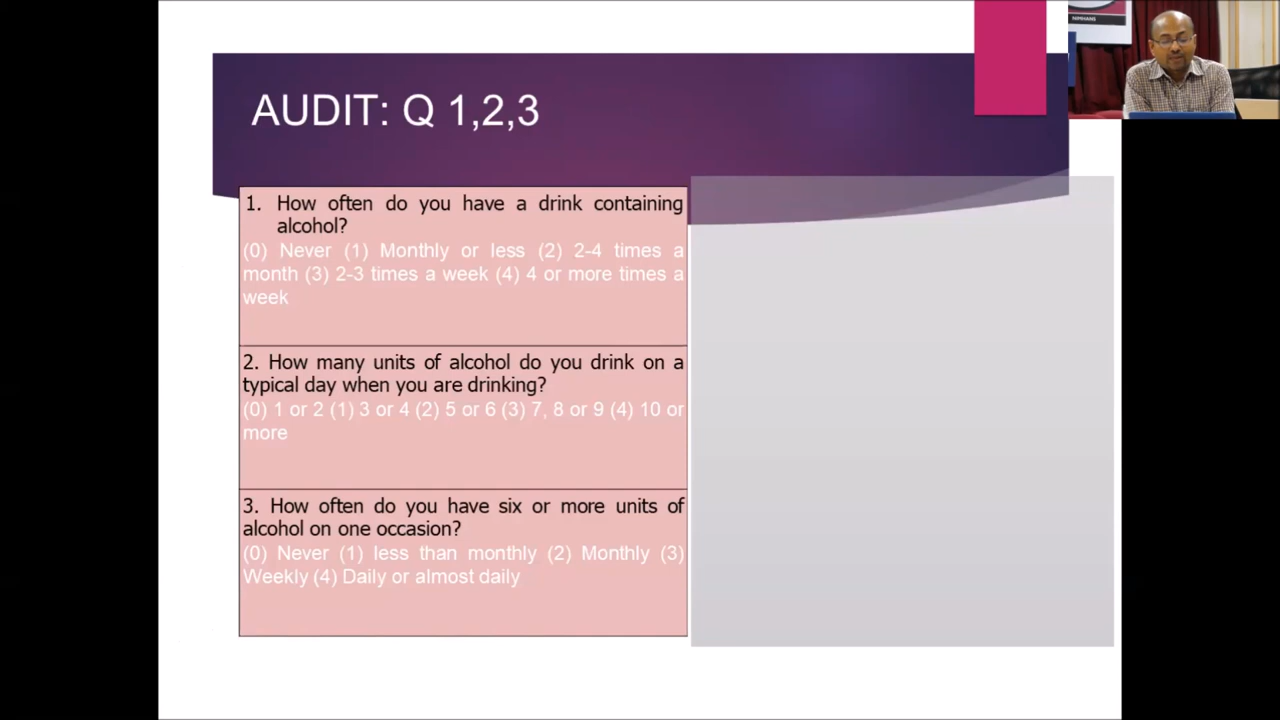 NIMHANS
AUDIT: Q 1,2,3
1. How often do you have a drink containing
alcohol?
(0) Never (1) Monthly or less (2) 2-4 times a
month (3) 2-3 times a week (4) 4 or more times a
week
2. How many units of alcohol do you drink on a
typical day when you are drinking?
(0) 1 or 2 (1) 3 or 4 (2) 5 or 6 (3) 7, 8 or 9 (4) 10 or
more
3. How often do you have six or more units of
alcohol on one occasion?
(0) Never (1) less than monthly (2) Monthly (3)
Weekly (4) Daily or almost daily